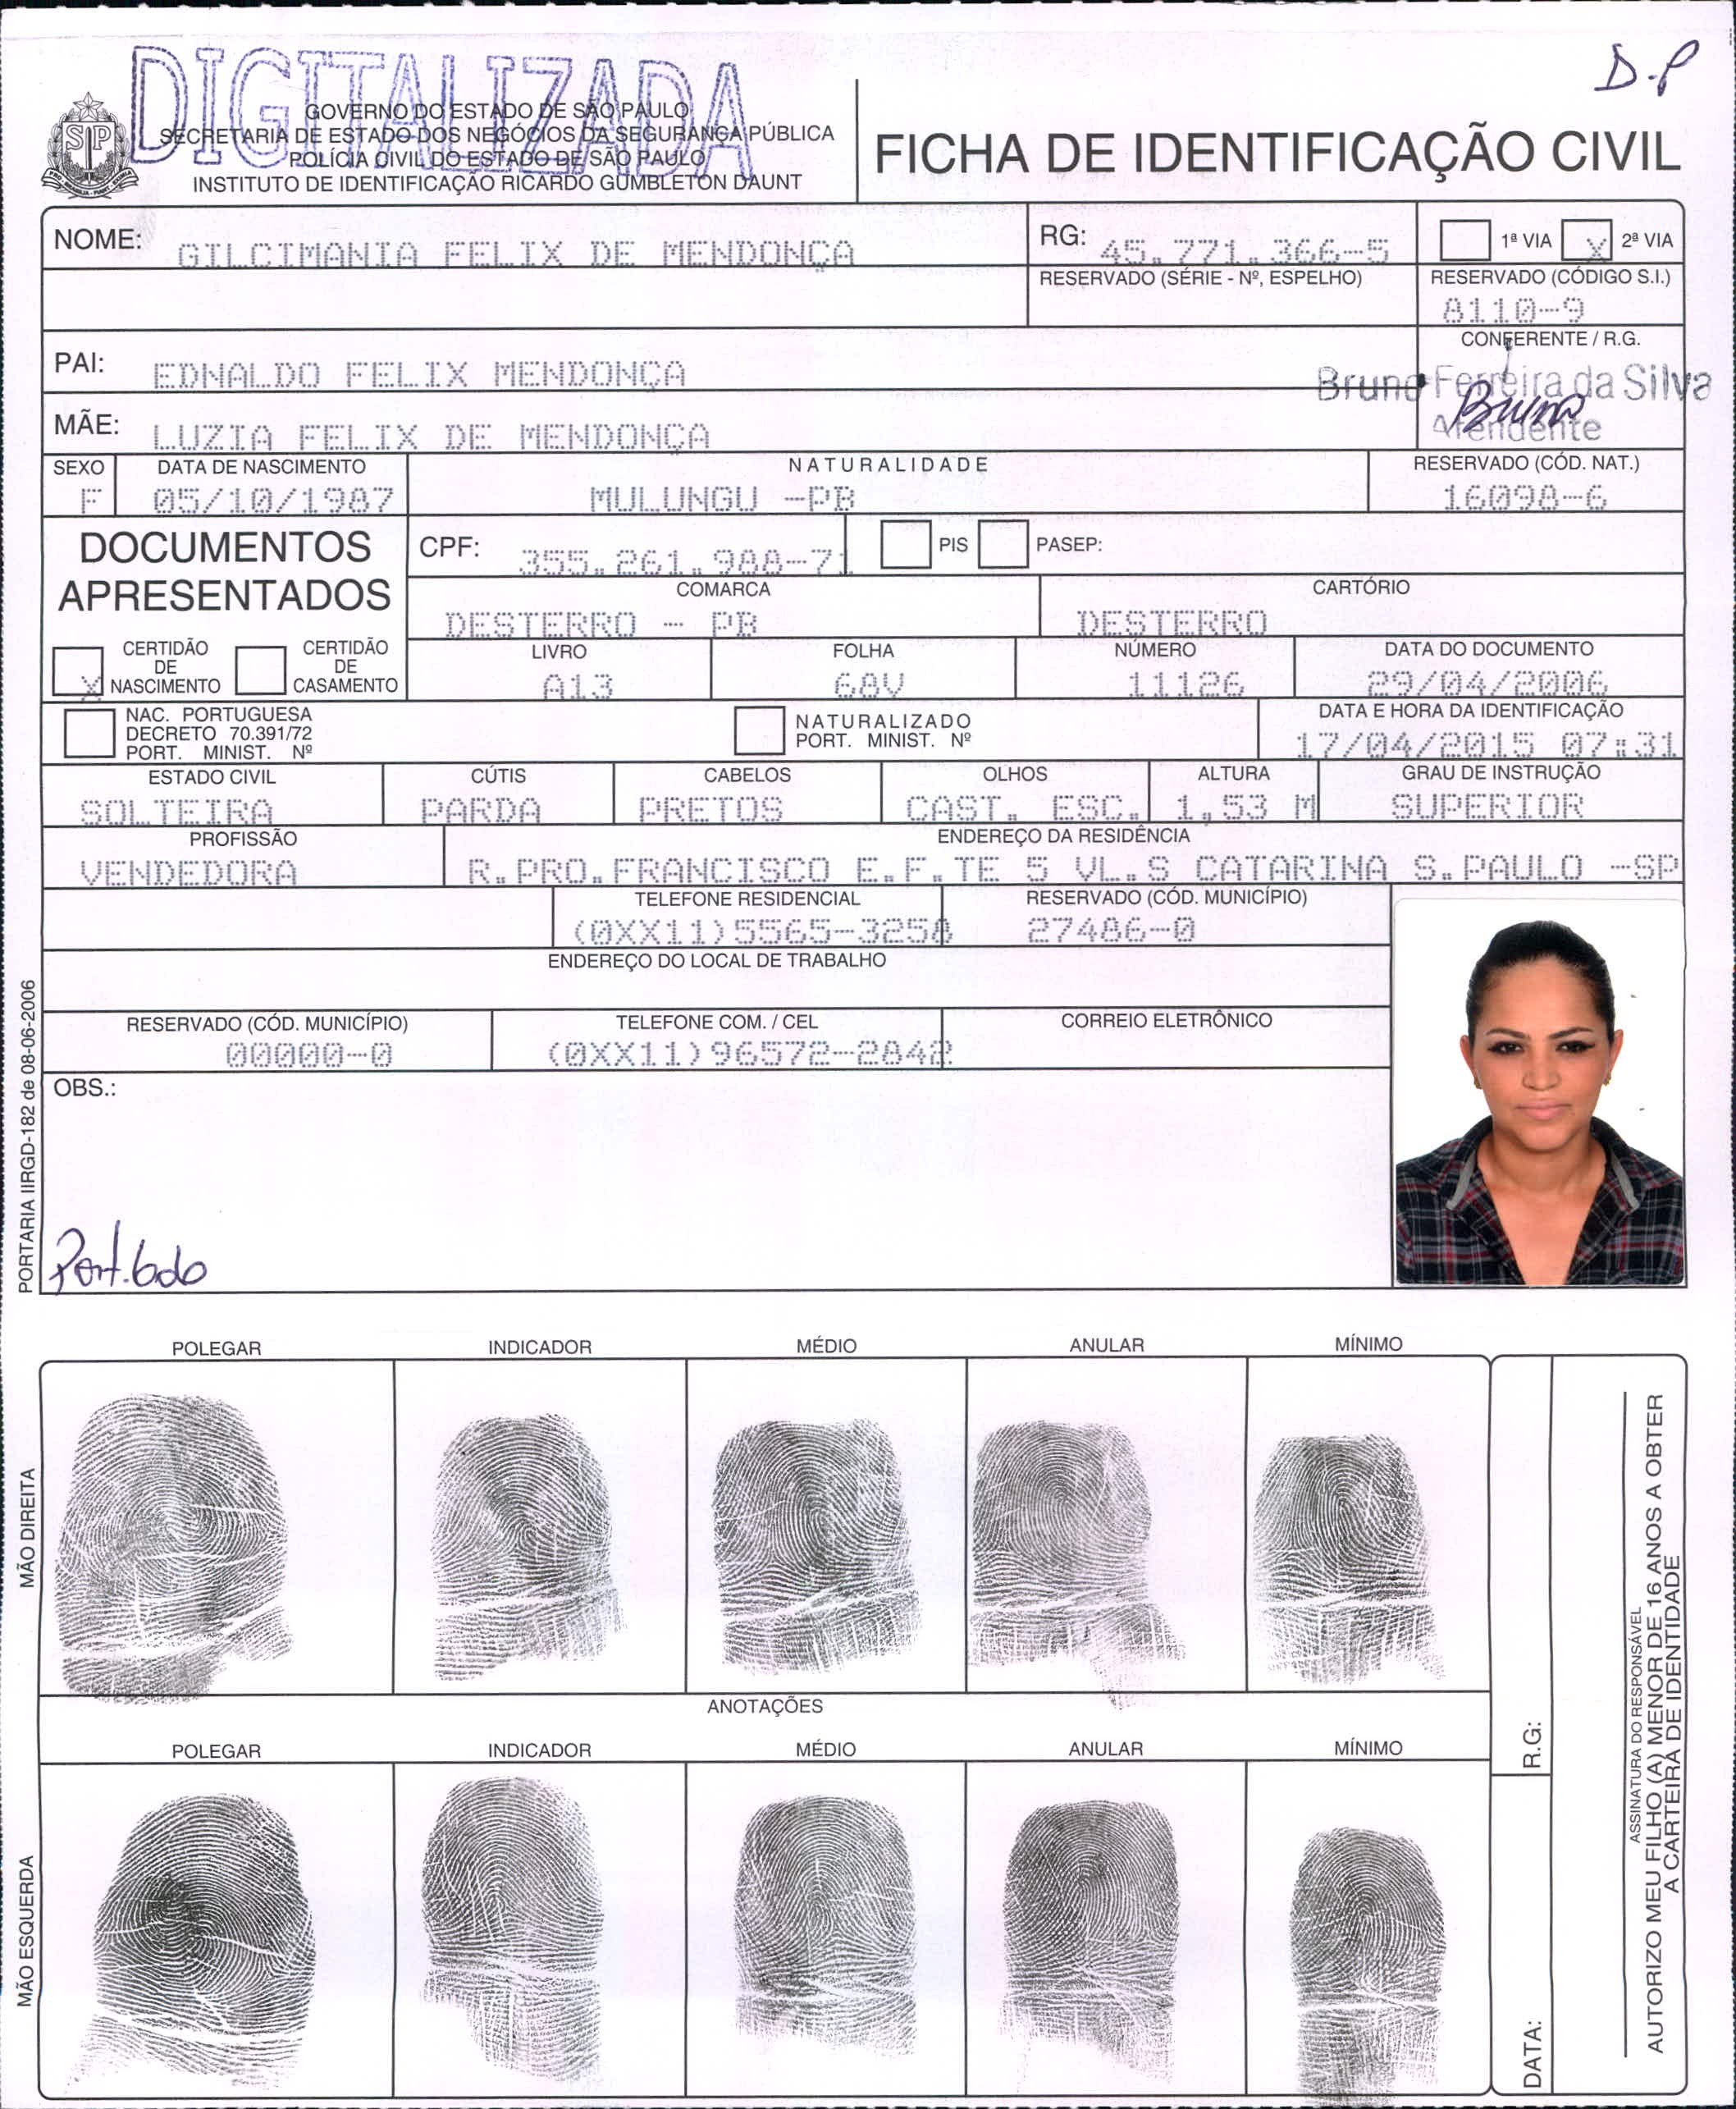 DIGITALIZADA
D-P
GOVERNO DO ESTADO DE SÃO PAULO
SECRETARIA DE ESTADO DOS NEGÓCIOS DA SEGURANÇA PÚBLICA
POLÍCIA CIVIL DO ESTADO DE SÃO PAULO
INSTITUTO DE IDENTIFICAÇÃO RICARDO GUMBLETON DAUNT
FICHA DE IDENTIFICAÇÃO CIVIL
NOME: GILCIMANIA FELIX DE MENDONÇA
RG: 45.771.366-5
1ª VIA X 2ª VIA
RESERVADO (SÉRIE - Nº, ESPELHO)
RESERVADO (CÓDIGO S.I.)
8110-9
PAI: EDNALDO FELIX MENDONÇA
CONFERENTE / R.G.
Bruno Ferreira da Silva
Bruno
Atendente
MÃE: LUZIA FELIX DE MENDONÇA
SEXO DATA DE NASCIMENTO NATURALIDADE RESERVADO (CÓD. NAT.)
F 05/10/1987 MULUNGU -PB 16098-6
DOCUMENTOS
APRESENTADOS
CPF: 355.261.988-71 PIS PASEP:
COMARCA CARTÓRIO
DESTERRO - PB DESTERRO
CERTIDÃO
DE
X NASCIMENTO
CERTIDÃO
DE
CASAMENTO
LIVRO FOLHA NÚMERO DATA DO DOCUMENTO
A13 68V 11126 29/04/2006
NAC. PORTUGUESA
DECRETO 70.391/72
PORT. MINIST. Nº
NATURALIZADO
PORT. MINIST. Nº
DATA E HORA DA IDENTIFICAÇÃO
17/04/2015 07:31
ESTADO CIVIL CÚTIS CABELOS OLHOS ALTURA GRAU DE INSTRUÇÃO
SOLTEIRA PARDA PRETOS CAST. ESC. 1,53 M SUPERIOR
PROFISSÃO ENDEREÇO DA RESIDÊNCIA
VENDEDORA R.PRO.FRANCISCO E.F.TE 5 VL.S CATARINA S.PAULO -SP
TELEFONE RESIDENCIAL RESERVADO (CÓD. MUNICÍPIO)
(0XX11)5565-3258 27486-0
ENDEREÇO DO LOCAL DE TRABALHO
RESERVADO (CÓD. MUNICÍPIO) TELEFONE COM. / CEL CORREIO ELETRÔNICO
00000-0 (0XX11)96572-2842
OBS.:
PORTARIA IIRGD-182 de 08-06-2006
POLEGAR INDICADOR MÉDIO ANULAR MÍNIMO
MÃO DIREITA
ANOTAÇÕES
POLEGAR INDICADOR MÉDIO ANULAR MÍNIMO
MÃO ESQUERDA
R.G:
DATA:
ASSINATURA DO RESPONSÁVEL
AUTORIZO MEU FILHO (A) MENOR DE 16 ANOS A OBTER
A CARTEIRA DE IDENTIDADE